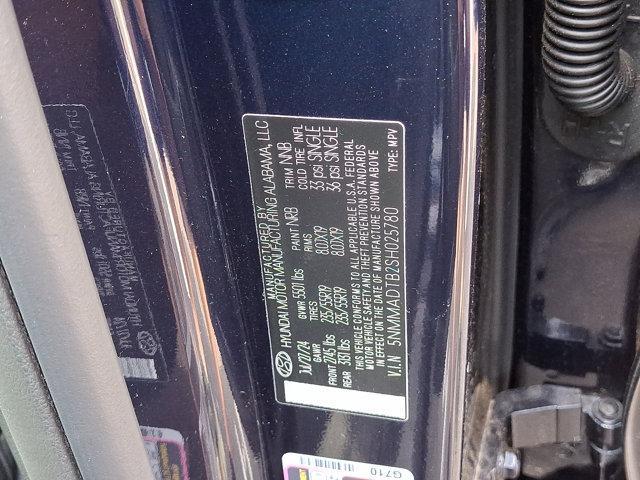 MANUFACTURED BY
HYUNDAI MOTOR MANUFACTURING ALABAMA, LLC
JUL/27/24 GVWR 5501 lbs PAINT NRB TRIM NNB
GAWR TIRES RIMS COLD TIRE INFL
FRONT 2745 lbs 235/55R19 8.0JX19 33 psi SINGLE
REAR 3131 lbs 235/55R19 8.0JX19 36 psi SINGLE
THIS VEHICLE CONFORMS TO ALL APPLICABLE U.S.A. FEDERAL
MOTOR VEHICLE SAFETY AND THEFT PREVENTION STANDARDS
IN EFFECT ON THE DATE OF MANUFACTURE SHOWN ABOVE
V.I.N 5NMMADTB2SH025780 TYPE: MPV
G710